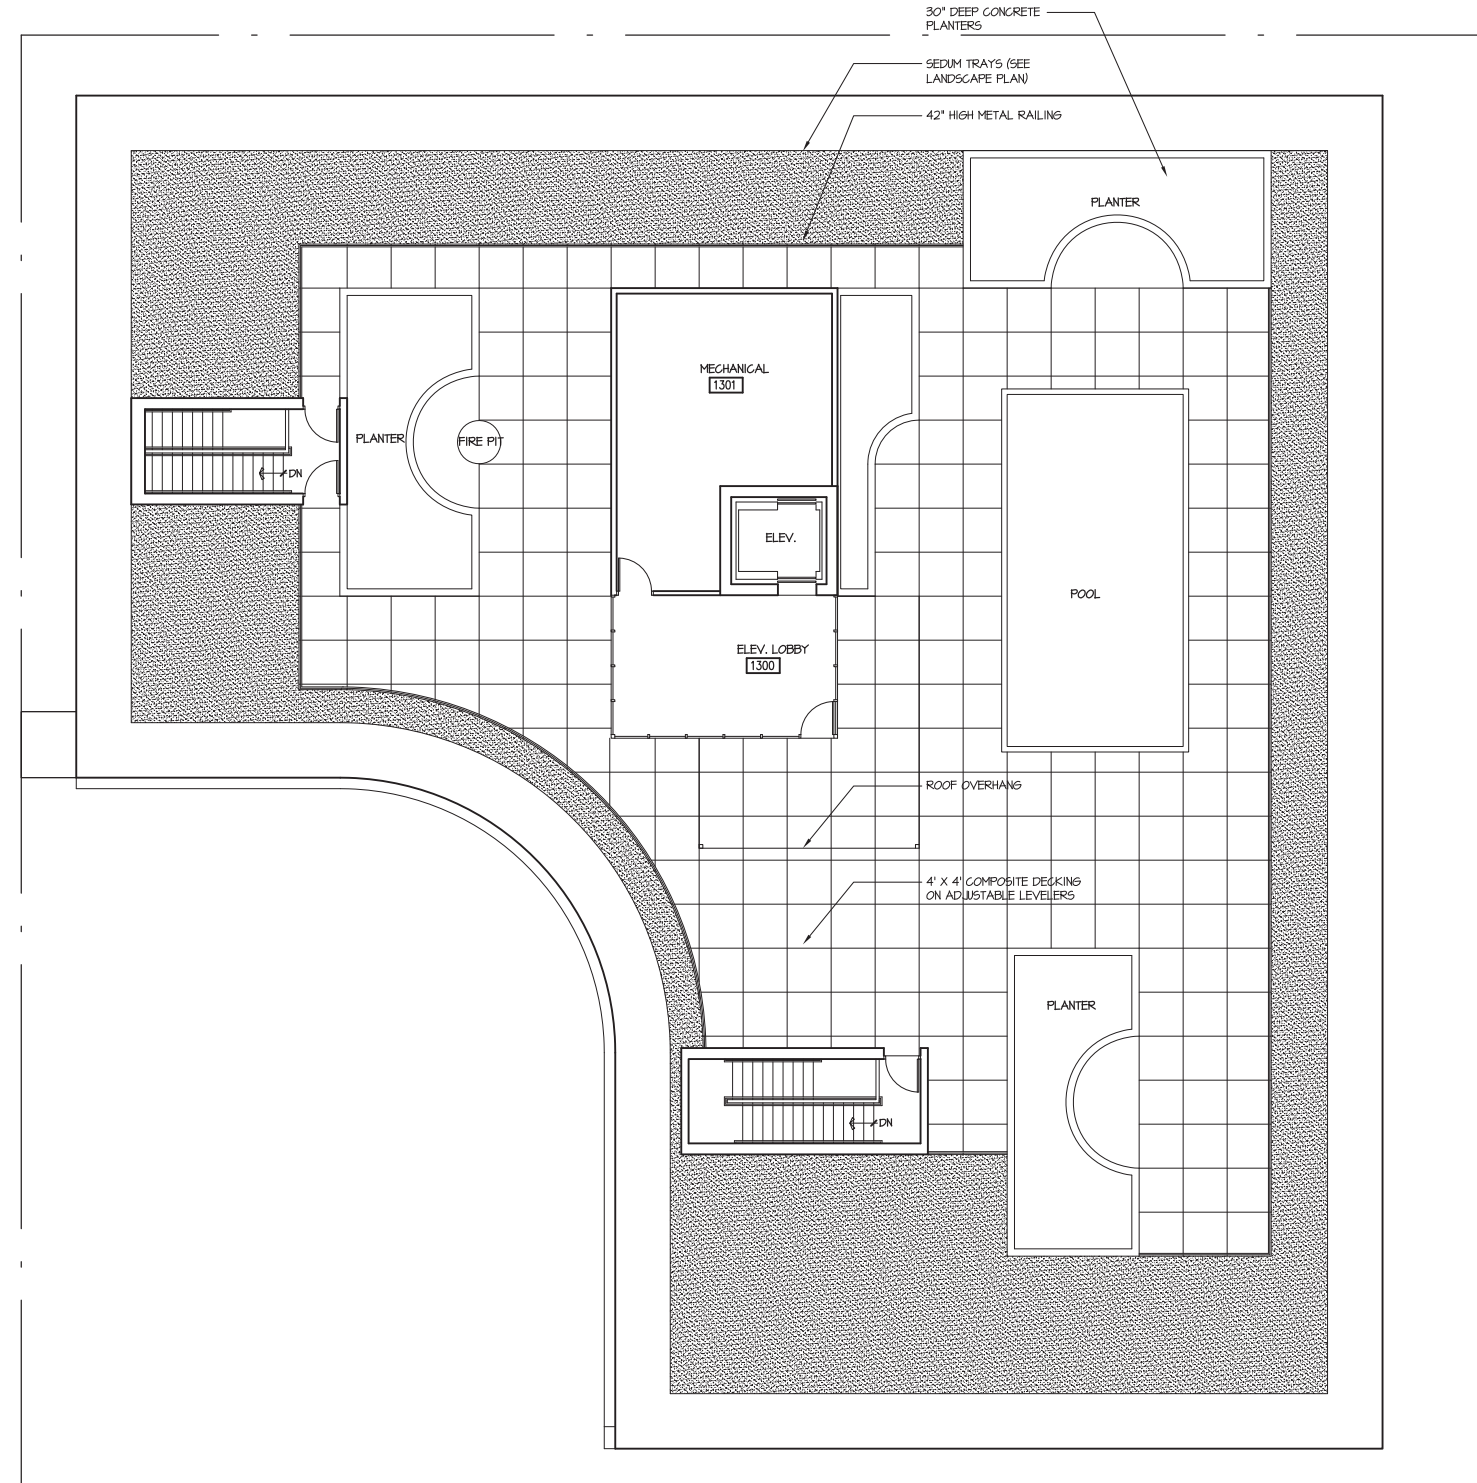 30" DEEP CONCRETE
PLANTERS
SEDUM TRAYS (SEE
LANDSCAPE PLAN)
42" HIGH METAL RAILING
PLANTER
MECHANICAL
1301
PLANTER
FIRE PIT
DN
ELEV.
POOL
ELEV. LOBBY
1300
ROOF OVERHANG
4' X 4' COMPOSITE DECKING
ON ADJUSTABLE LEVELERS
PLANTER
DN